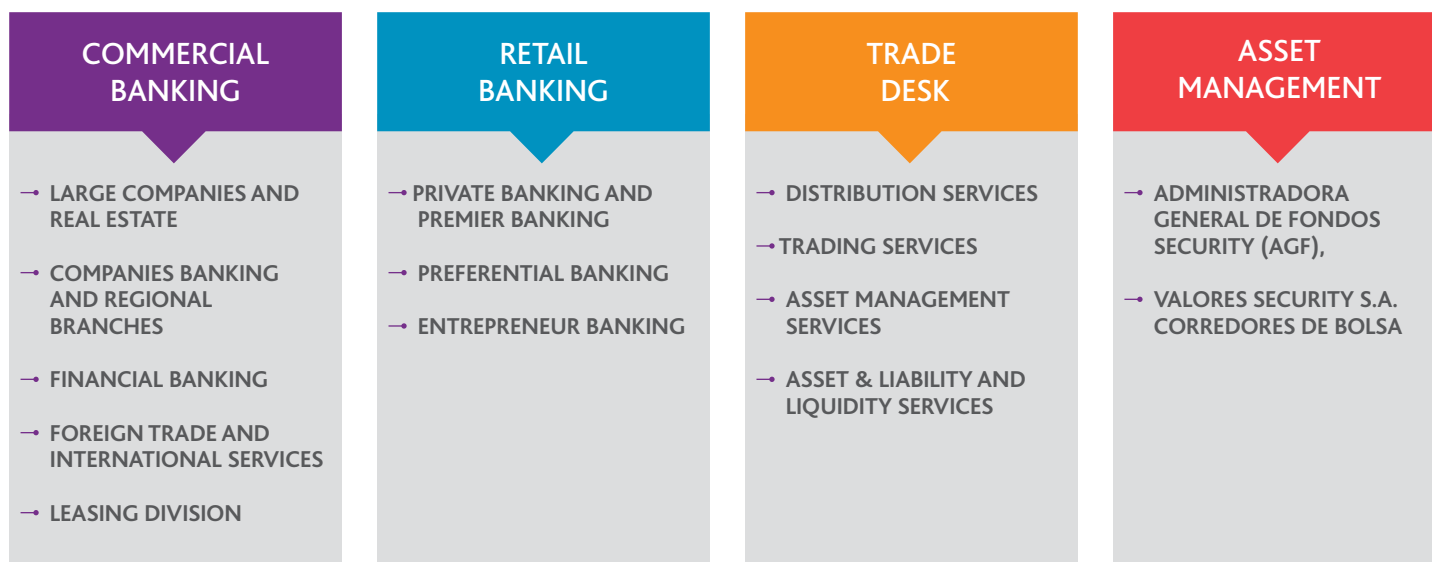 COMMERCIAL
BANKING
LARGE COMPANIES AND
REAL ESTATE
COMPANIES BANKING
AND REGIONAL
BRANCHES
FINANCIAL BANKING
FOREIGN TRADE AND
INTERNATIONAL SERVICES
LEASING DIVISION
RETAIL
BANKING
PRIVATE BANKING AND
PREMIER BANKING
PREFERENTIAL BANKING
ENTREPRENEUR BANKING
TRADE
DESK
DISTRIBUTION SERVICES
TRADING SERVICES
ASSET MANAGEMENT
SERVICES
ASSET & LIABILITY AND
LIQUIDITY SERVICES
ASSET
MANAGEMENT
ADMINISTRADORA
GENERAL DE FONDOS
SECURITY (AGF),
VALORES SECURITY S.A.
CORREDORES DE BOLSA